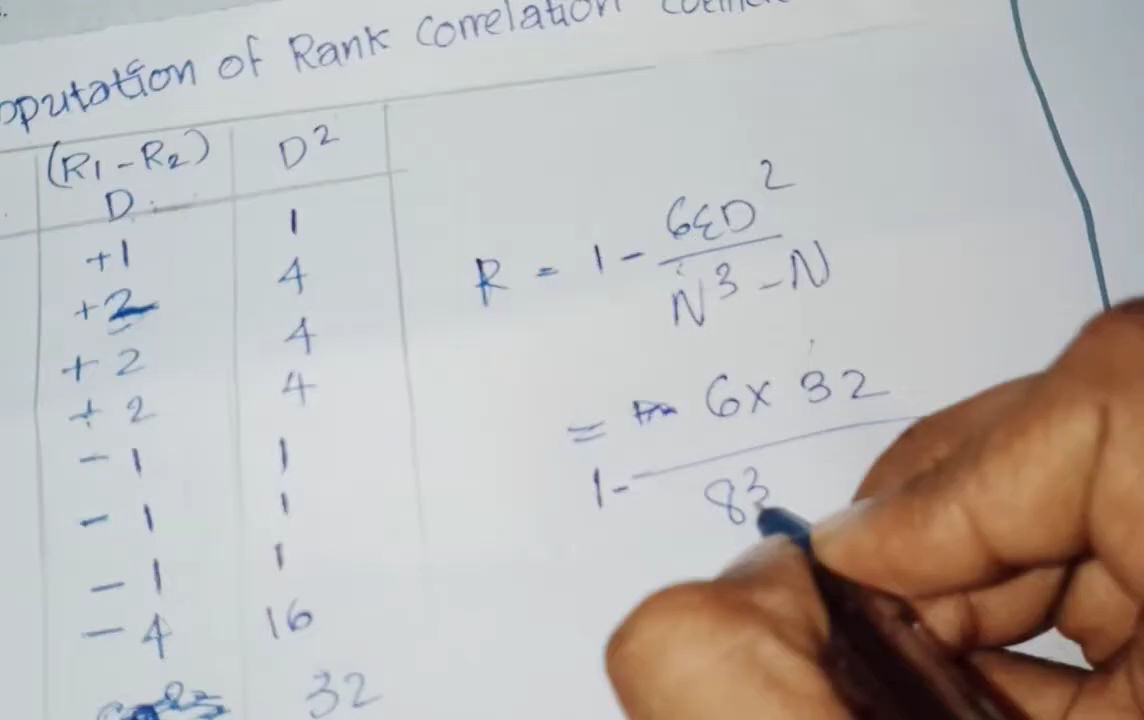 of Rank Correlation
(R1 - R2) D²
D
+1 1
+2 4
+2 4
+2 4
-1 1
-1 1
-1 1
-4 16
32
R = 1 - 6ΣD² / N³ - N
= 1 - 6 x 32 / 8³